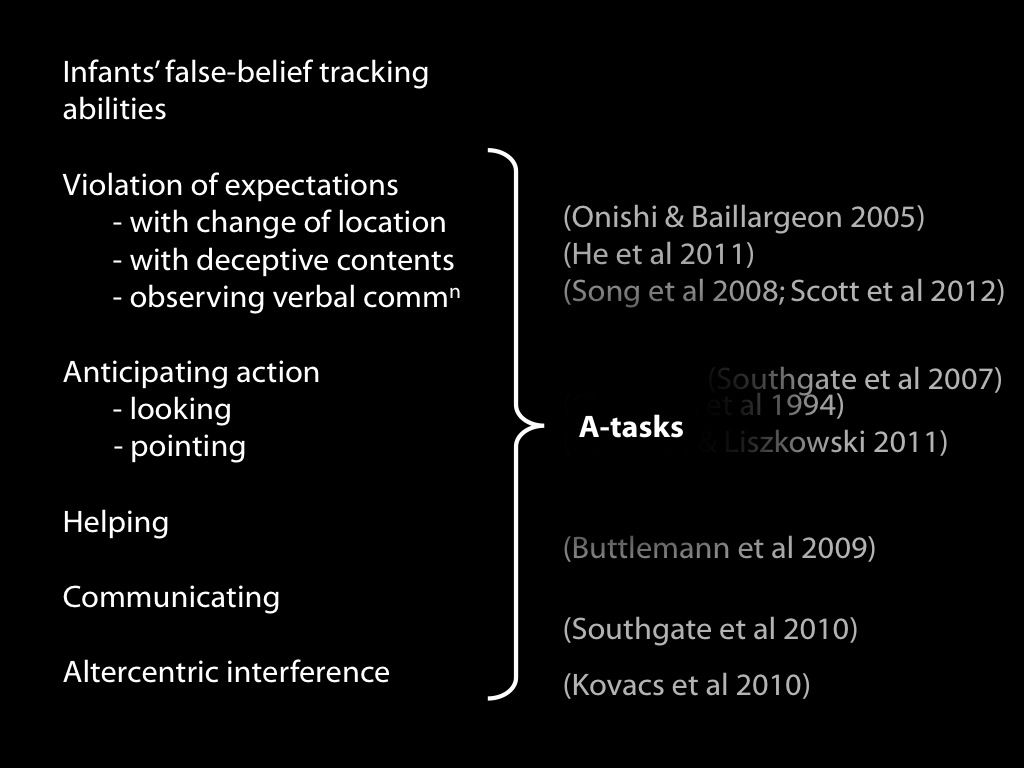 Infants’ false-belief tracking
abilities
Violation of expectations
- with change of location
- with deceptive contents
- observing verbal commⁿ
Anticipating action
- looking
- pointing
Helping
Communicating
Altercentric interference
A-tasks
(Onishi & Baillargeon 2005)
(He et al 2011)
(Song et al 2008; Scott et al 2012)
(Southgate et al 2007)
et al 1994)
& Liszkowski 2011)
(Buttlemann et al 2009)
(Southgate et al 2010)
(Kovacs et al 2010)